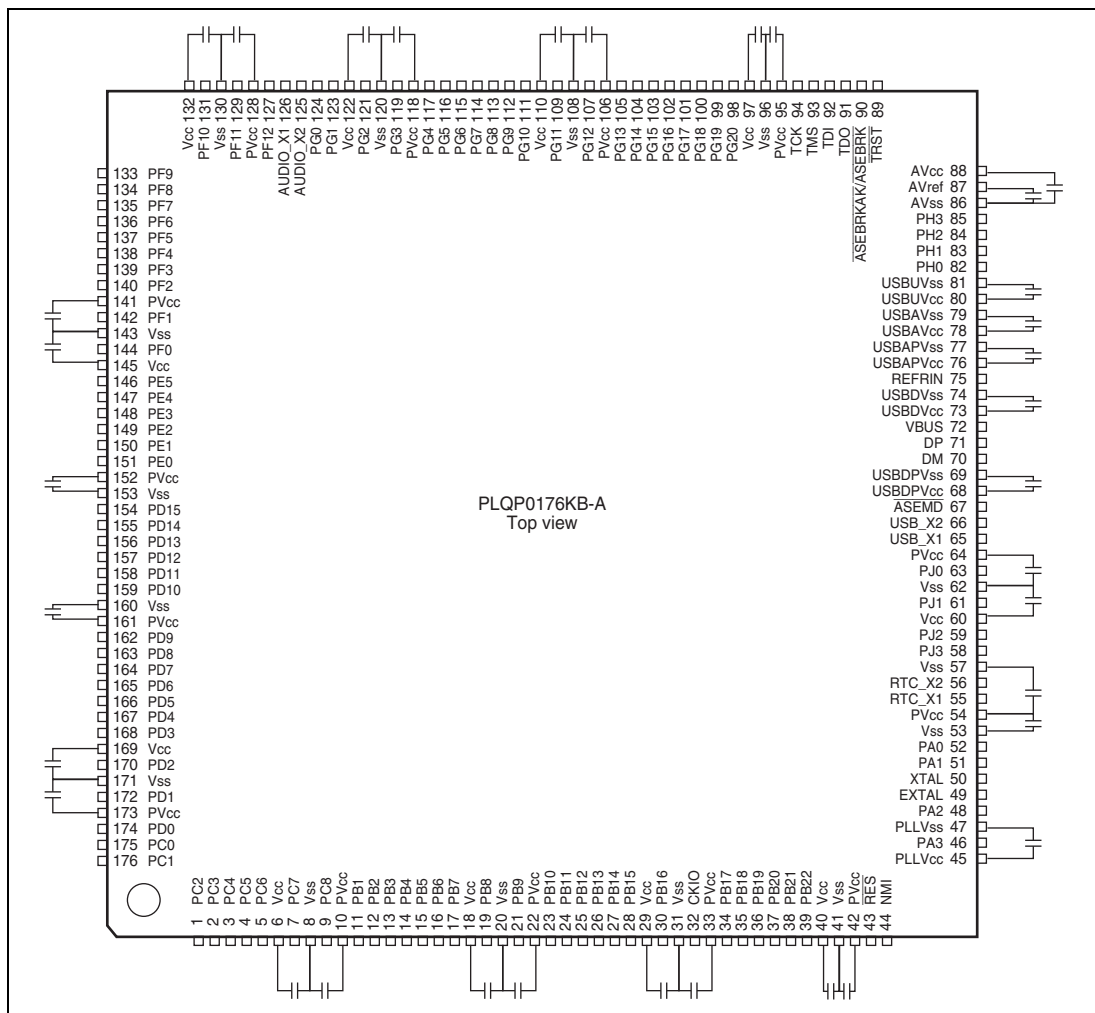 Vcc 132
PF10 131
Vss 130
PF11 129
PVcc 128
PF12 127
AUDIO_X1 126
AUDIO_X2 125
PG0 124
PG1 123
Vcc 122
PG2 121
Vss 120
PG3 119
PVcc 118
PG4 117
PG5 116
PG6 115
PG7 114
PG8 113
PG9 112
PG10 111
Vcc 110
PG11 109
Vss 108
PG12 107
PVcc 106
PG13 105
PG14 104
PG15 103
PG16 102
PG17 101
PG18 100
PG19 99
PG20 98
Vcc 97
Vss 96
PVcc 95
TCK 94
TMS 93
TDI 92
TDO 91
ASEBRKAK/ASEBRK 90
TRST 89
133 PF9
134 PF8
135 PF7
136 PF6
137 PF5
138 PF4
139 PF3
140 PF2
141 PVcc
142 PF1
143 Vss
144 PF0
145 Vcc
146 PE5
147 PE4
148 PE3
149 PE2
150 PE1
151 PE0
152 PVcc
153 Vss
154 PD15
155 PD14
156 PD13
157 PD12
158 PD11
159 PD10
160 Vss
161 PVcc
162 PD9
163 PD8
164 PD7
165 PD6
166 PD5
167 PD4
168 PD3
169 Vcc
170 PD2
171 Vss
172 PD1
173 PVcc
174 PD0
175 PC0
176 PC1
PLQP0176KB-A
Top view
AVcc 88
AVref 87
AVss 86
PH3 85
PH2 84
PH1 83
PH0 82
USBUVss 81
USBUVcc 80
USBAVss 79
USBAVcc 78
USBAPVss 77
USBAPVcc 76
REFRIN 75
USBDVss 74
USBDVcc 73
VBUS 72
DP 71
DM 70
USBDPVss 69
USBDPVcc 68
ASEMD 67
USB_X2 66
USB_X1 65
PVcc 64
PJ0 63
Vss 62
PJ1 61
Vcc 60
PJ2 59
PJ3 58
Vss 57
RTC_X2 56
RTC_X1 55
PVcc 54
Vss 53
PA0 52
PA1 51
XTAL 50
EXTAL 49
PA2 48
PLLVss 47
PA3 46
PLLVcc 45
1 PC2
2 PC3
3 PC4
4 PC5
5 PC6
6 Vcc
7 PC7
8 Vss
9 PC8
10 PVcc
11 PB1
12 PB2
13 PB3
14 PB4
15 PB5
16 PB6
17 PB7
18 Vcc
19 PB8
20 Vss
21 PB9
22 PVcc
23 PB10
24 PB11
25 PB12
26 PB13
27 PB14
28 PB15
29 Vcc
30 PB16
31 Vss
32 CKIO
33 PVcc
34 PB17
35 PB18
36 PB19
37 PB20
38 PB21
39 PB22
40 Vcc
41 Vss
42 PVcc
43 RES
44 NMI